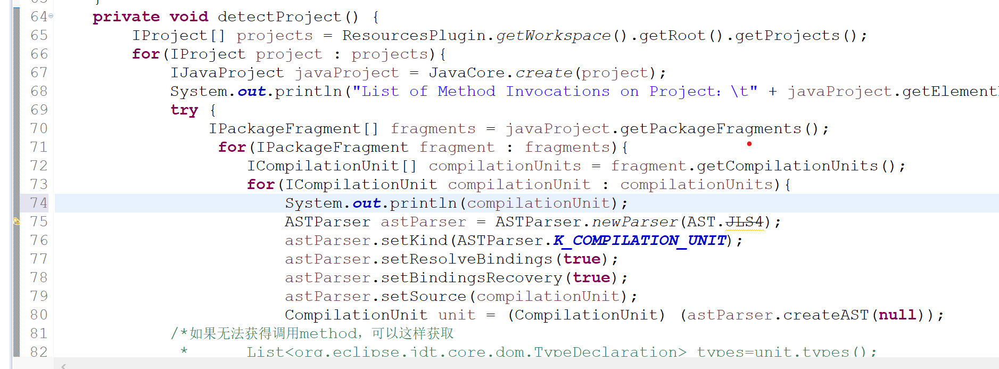 64 private void detectProject() {
65 IProject[] projects = ResourcesPlugin.getWorkspace().getRoot().getProjects();
66 for(IProject project : projects){
67 IJavaProject javaProject = JavaCore.create(project);
68 System.out.println("List of Method Invocations on Project：\t" + javaProject.getElement
69 try {
70 IPackageFragment[] fragments = javaProject.getPackageFragments();
71 for(IPackageFragment fragment : fragments){
72 ICompilationUnit[] compilationUnits = fragment.getCompilationUnits();
73 for(ICompilationUnit compilationUnit : compilationUnits){
74 System.out.println(compilationUnit);
75 ASTParser astParser = ASTParser.newParser(AST.JLS4);
76 astParser.setKind(ASTParser.K_COMPILATION_UNIT);
77 astParser.setResolveBindings(true);
78 astParser.setBindingsRecovery(true);
79 astParser.setSource(compilationUnit);
80 CompilationUnit unit = (CompilationUnit) (astParser.createAST(null));
81 /*如果无法获得调用method，可以这样获取
82 * List<org.eclipse.jdt.core.dom.TypeDeclaration> types=unit.types();